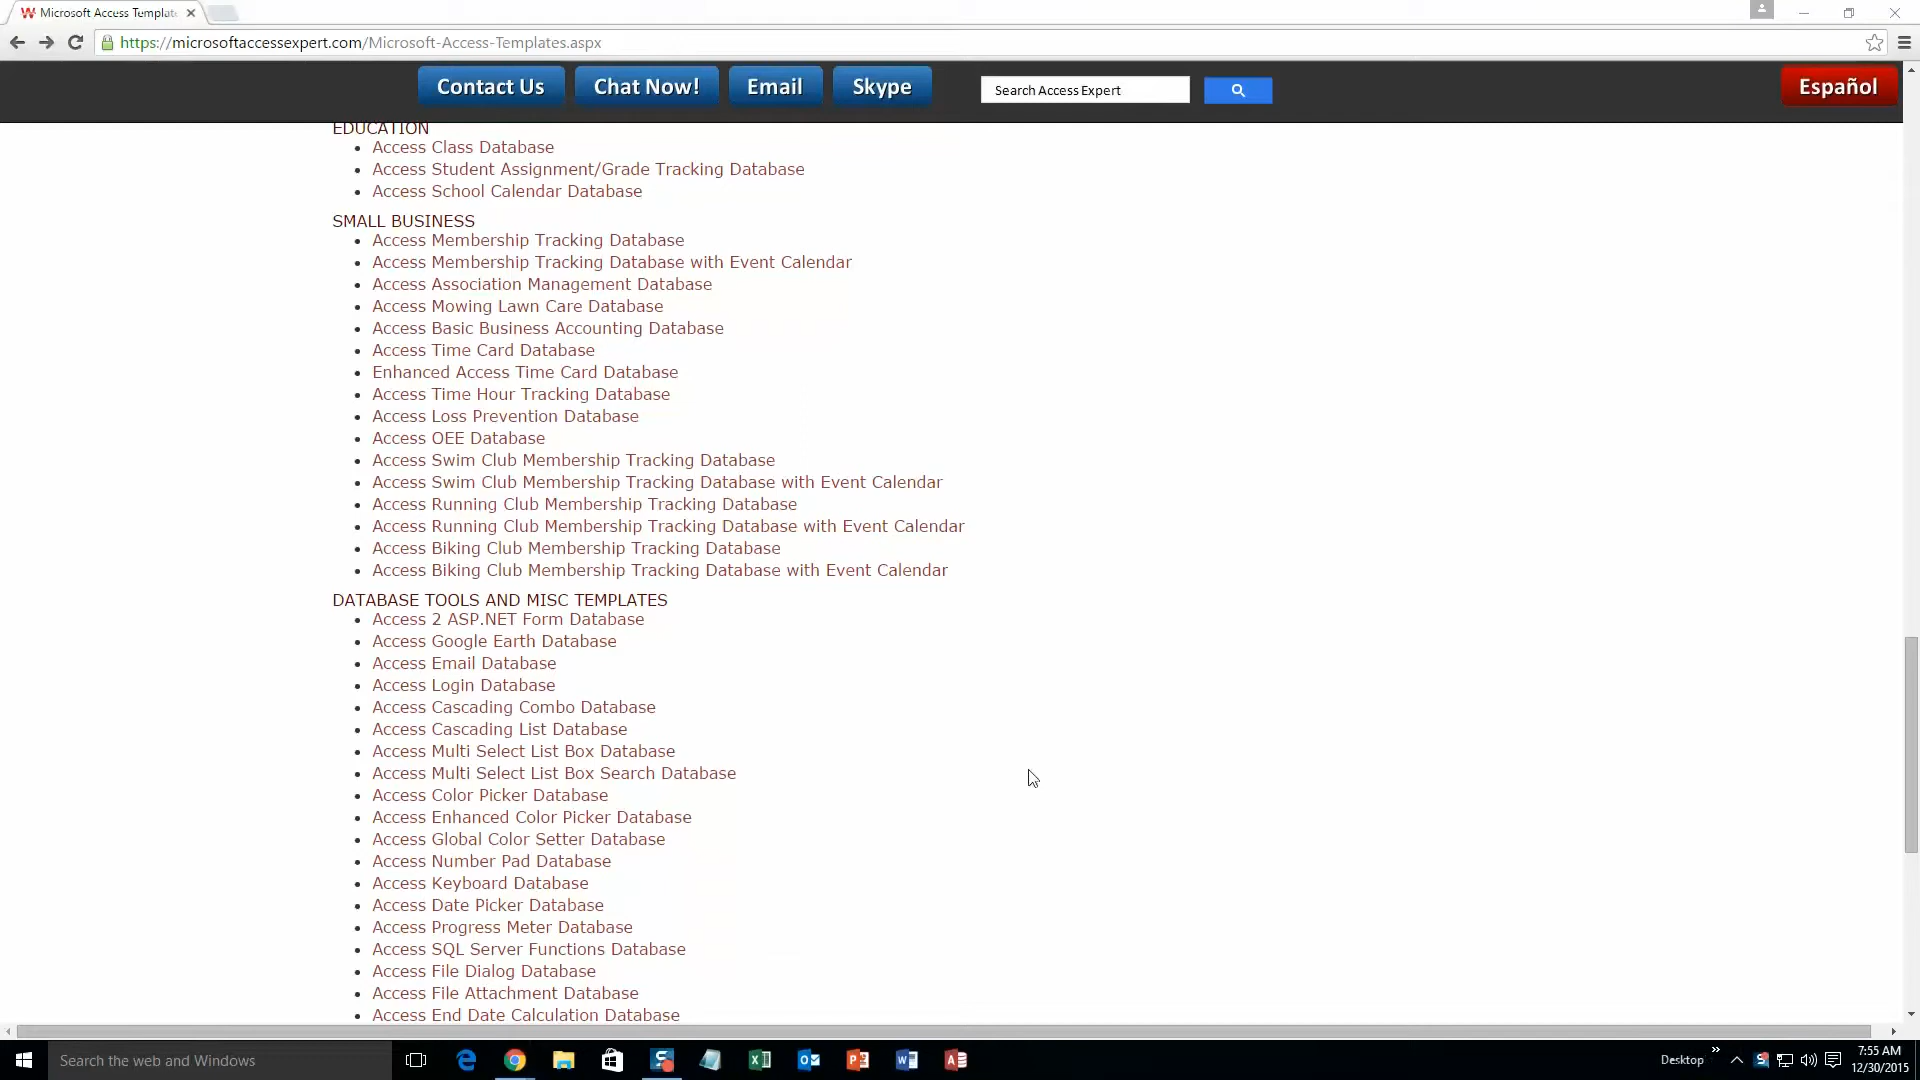 Microsoft Access Templat
https://microsoftaccessexpert.com/Microsoft-Access-Templates.aspx
Contact Us
Chat Now!
Email
Skype
Search Access Expert
Español
EDUCATION
Access Class Database
Access Student Assignment/Grade Tracking Database
Access School Calendar Database
SMALL BUSINESS
Access Membership Tracking Database
Access Membership Tracking Database with Event Calendar
Access Association Management Database
Access Mowing Lawn Care Database
Access Basic Business Accounting Database
Access Time Card Database
Enhanced Access Time Card Database
Access Time Hour Tracking Database
Access Loss Prevention Database
Access OEE Database
Access Swim Club Membership Tracking Database
Access Swim Club Membership Tracking Database with Event Calendar
Access Running Club Membership Tracking Database
Access Running Club Membership Tracking Database with Event Calendar
Access Biking Club Membership Tracking Database
Access Biking Club Membership Tracking Database with Event Calendar
DATABASE TOOLS AND MISC TEMPLATES
Access 2 ASP.NET Form Database
Access Google Earth Database
Access Email Database
Access Login Database
Access Cascading Combo Database
Access Cascading List Database
Access Multi Select List Box Database
Access Multi Select List Box Search Database
Access Color Picker Database
Access Enhanced Color Picker Database
Access Global Color Setter Database
Access Number Pad Database
Access Keyboard Database
Access Date Picker Database
Access Progress Meter Database
Access SQL Server Functions Database
Access File Dialog Database
Access File Attachment Database
Access End Date Calculation Database
Search the web and Windows
Desktop
7:55 AM
12/30/2015